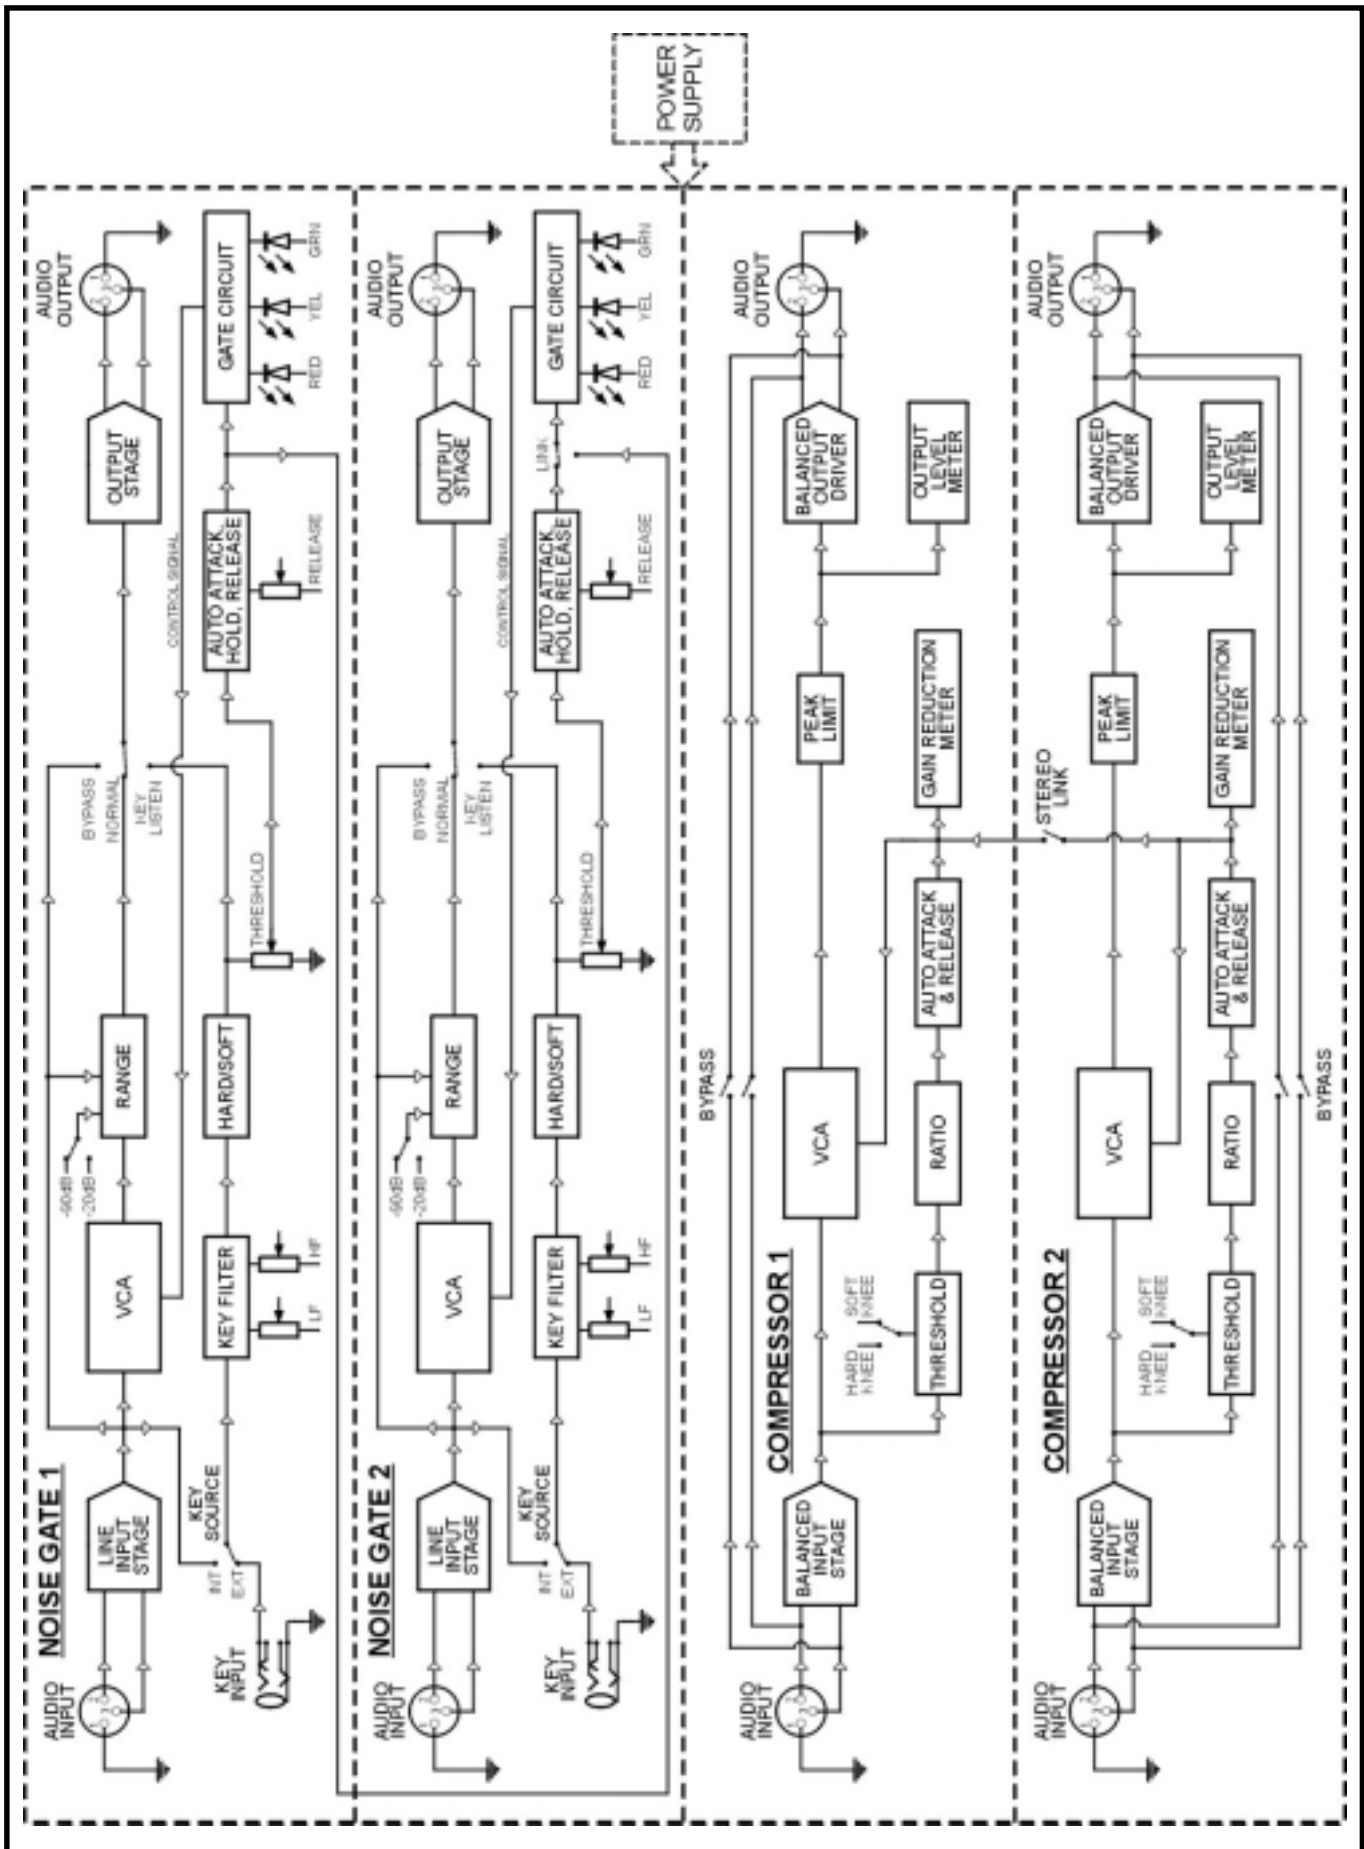 POWER
SUPPLY
NOISE GATE 1
AUDIO
INPUT
LINE
INPUT
STAGE
KEY
INPUT
INT
EXT
KEY
SOURCE
VCA
KEY FILTER
LF
HF
-90dB
-20dB
RANGE
HARD/SOFT
THRESHOLD
BYPASS
NORMAL
KEY
LISTEN
CONTROL SIGNAL
AUTO ATTACK,
HOLD, RELEASE
RELEASE
OUTPUT
STAGE
GATE CIRCUIT
RED
YEL
GRN
AUDIO
OUTPUT
NOISE GATE 2
AUDIO
INPUT
LINE
INPUT
STAGE
KEY
INPUT
INT
EXT
KEY
SOURCE
VCA
KEY FILTER
LF
HF
-90dB
-20dB
RANGE
HARD/SOFT
THRESHOLD
BYPASS
NORMAL
KEY
LISTEN
CONTROL SIGNAL
AUTO ATTACK,
HOLD, RELEASE
RELEASE
LINK
OUTPUT
STAGE
GATE CIRCUIT
RED
YEL
GRN
AUDIO
OUTPUT
COMPRESSOR 1
AUDIO
INPUT
BALANCED
INPUT
STAGE
HARD
KNEE
SOFT
KNEE
THRESHOLD
BYPASS
VCA
RATIO
AUTO ATTACK
& RELEASE
GAIN REDUCTION
METER
PEAK
LIMIT
BALANCED
OUTPUT
DRIVER
OUTPUT
LEVEL
METER
AUDIO
OUTPUT
STEREO
LINK
COMPRESSOR 2
AUDIO
INPUT
BALANCED
INPUT
STAGE
HARD
KNEE
SOFT
KNEE
THRESHOLD
BYPASS
VCA
RATIO
AUTO ATTACK
& RELEASE
GAIN REDUCTION
METER
PEAK
LIMIT
BALANCED
OUTPUT
DRIVER
OUTPUT
LEVEL
METER
AUDIO
OUTPUT